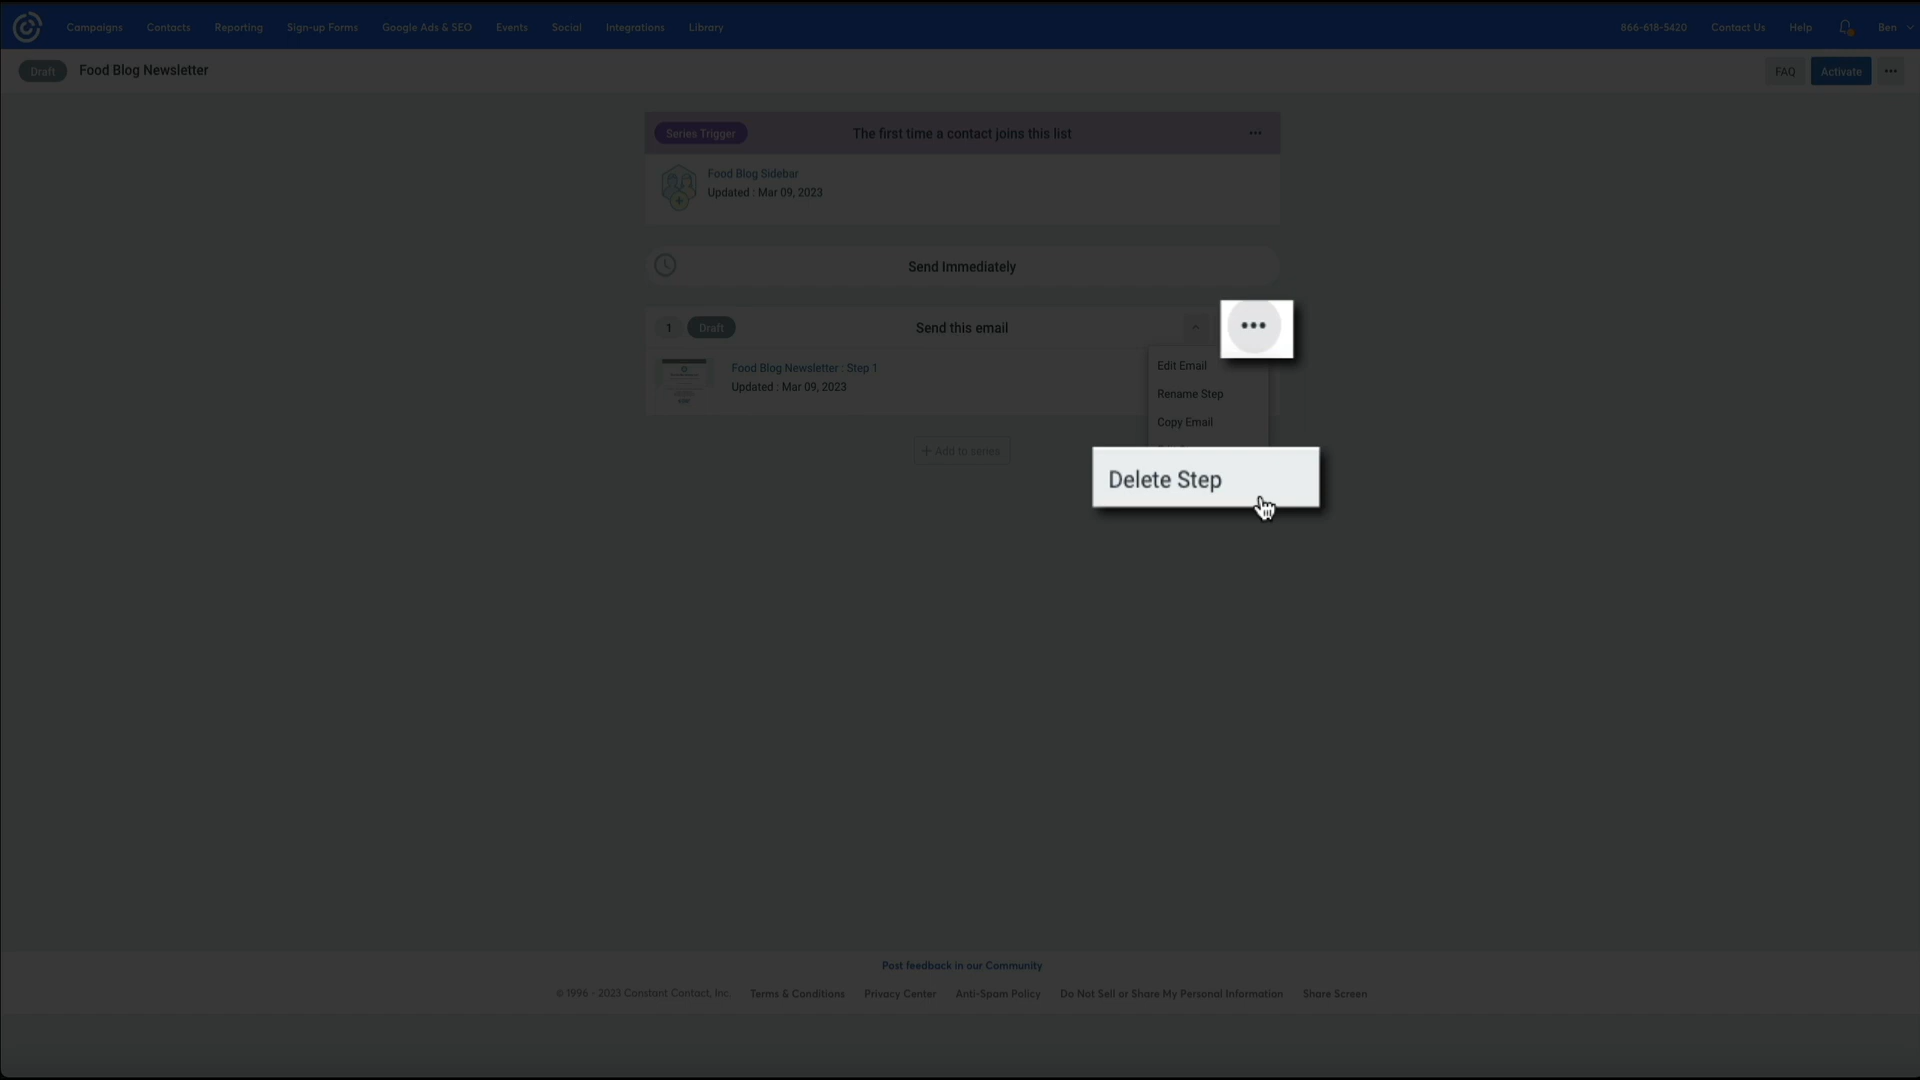 Campaigns Contacts Reporting Sign-up Forms Google Ads & SEO Events Social Integrations Library 866-618-5420 Contact Us Help Ben
Draft Food Blog Newsletter FAQ Activate
Series Trigger The first time a contact joins this list
Food Blog Sidebar
Updated : Mar 09, 2023
Send Immediately
1 Draft Send this email
Food Blog Newsletter : Step 1
Updated : Mar 09, 2023
Edit Email
Rename Step
Copy Email
+ Add to series
Delete Step
Post feedback in our Community
© 1996 - 2023 Constant Contact, Inc. Terms & Conditions Privacy Center Anti-Spam Policy Do Not Sell or Share My Personal Information Share Screen